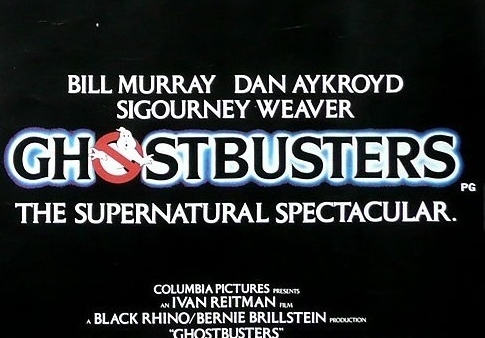 BILL MURRAY DAN AYKROYD
SIGOURNEY WEAVER
GHOSTBUSTERS
PG
THE SUPERNATURAL SPECTACULAR.
COLUMBIA PICTURES PRESENTS
AN IVAN REITMAN FILM
A BLACK RHINO/BERNIE BRILLSTEIN PRODUCTION
"GHOSTBUSTERS"